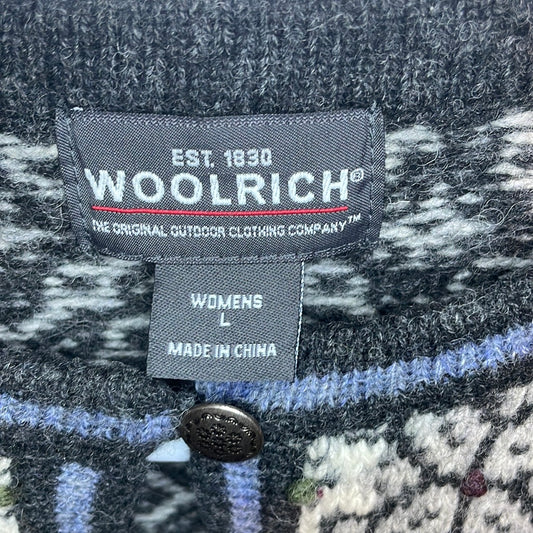 EST. 1830
WOOLRICH®
THE ORIGINAL OUTDOOR CLOTHING COMPANY™
WOMENS
L
MADE IN CHINA